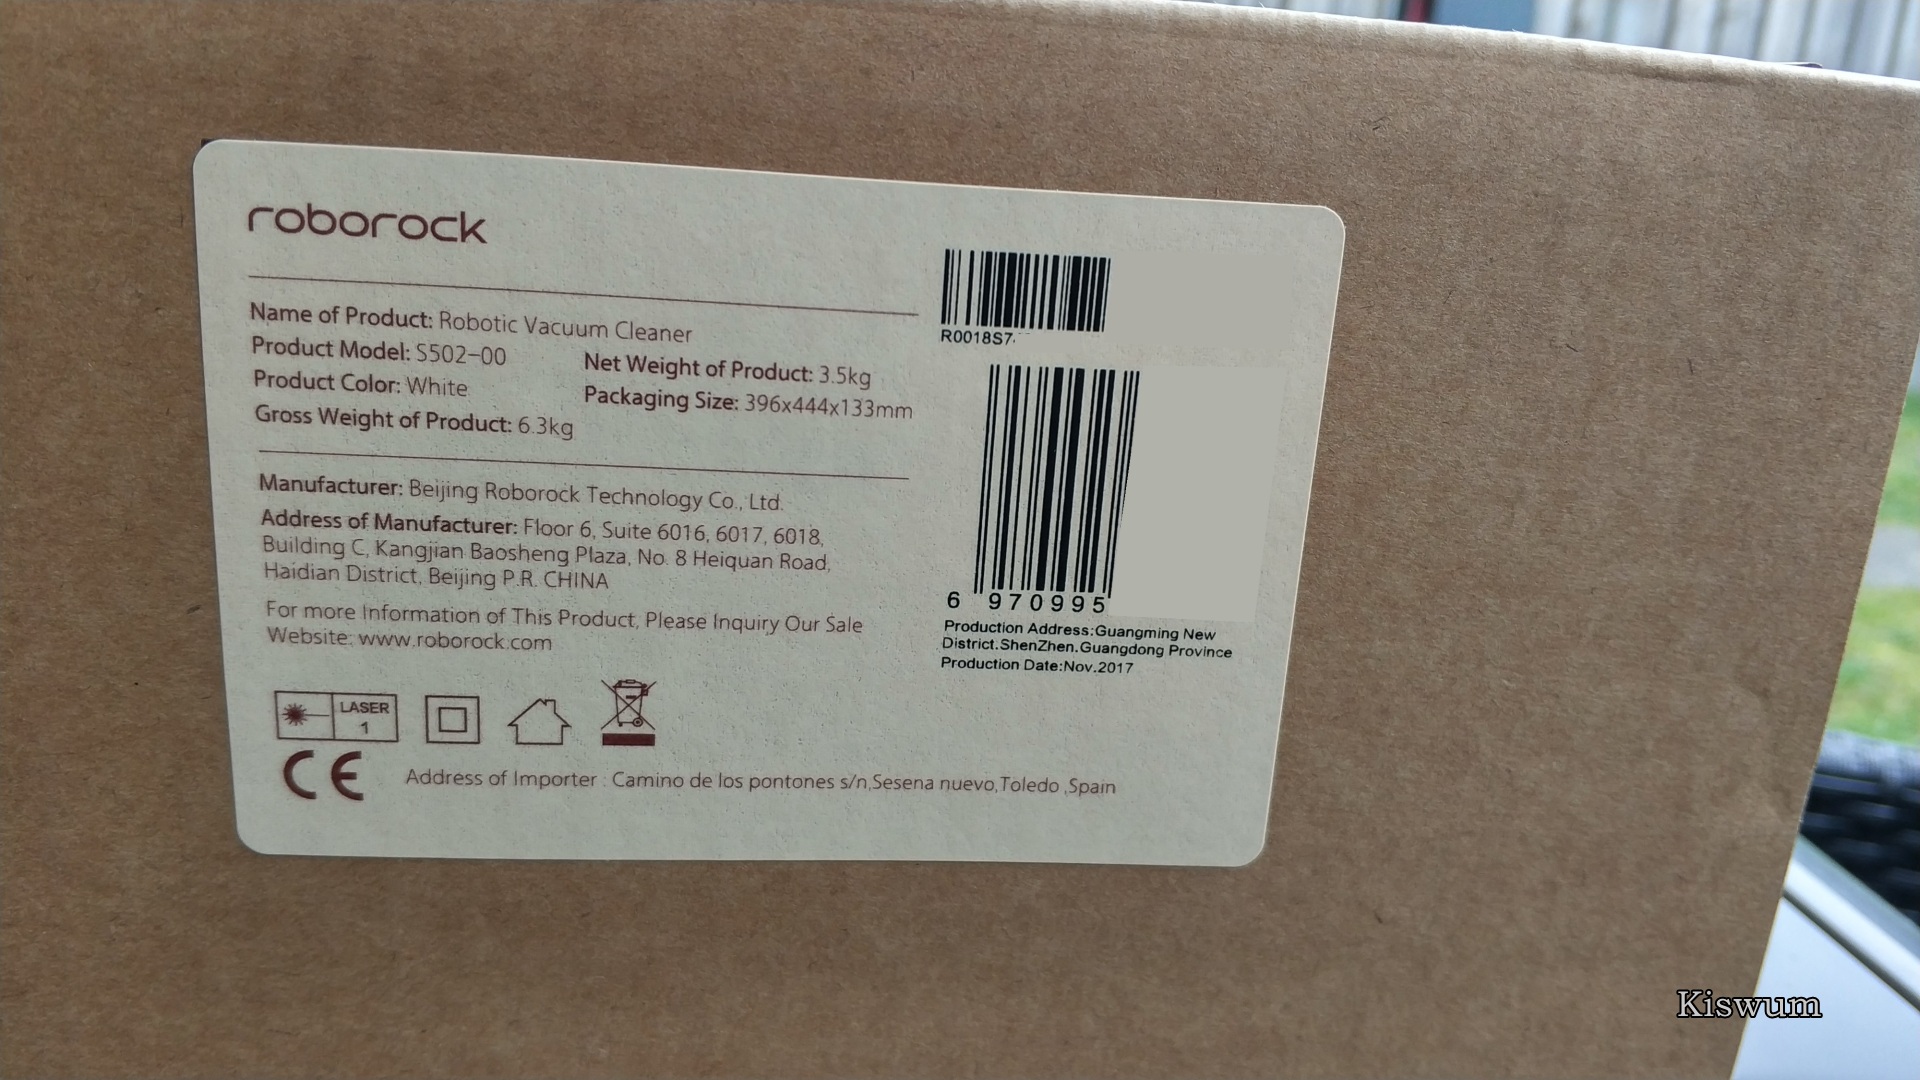 roborock
Name of Product: Robotic Vacuum Cleaner
Product Model: S502-00
Net Weight of Product: 3.5kg
Product Color: White
Packaging Size: 396x444x133mm
Gross Weight of Product: 6.3kg
Manufacturer: Beijing Roborock Technology Co., Ltd.
Address of Manufacturer: Floor 6, Suite 6016, 6017, 6018,
Building C, Kangjian Baosheng Plaza, No. 8 Heiquan Road,
Haidian District, Beijing P.R. CHINA
For more Information of This Product, Please Inquiry Our Sale
Website: www.roborock.com
LASER
1
CE
Address of Importer : Camino de los pontones s/n,Sesena nuevo,Toledo ,Spain
R0018S7
6 970995
Production Address:Guangming New
District.ShenZhen.Guangdong Province
Production Date:Nov.2017
Kiswum